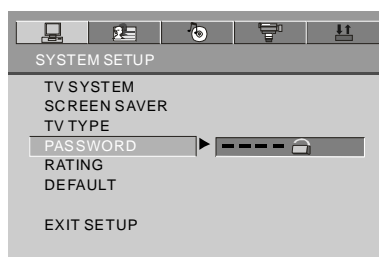 SYSTEM SETUP
TV SYSTEM
SCREEN SAVER
TV TYPE
PASSWORD
RATING
DEFAULT
EXIT SETUP